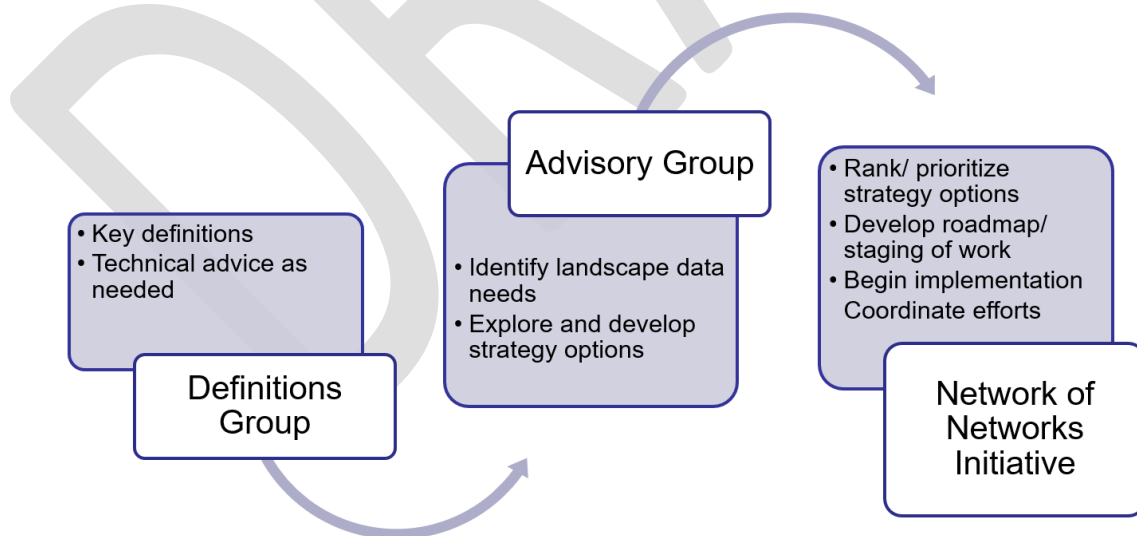 • Key definitions
• Technical advice as
needed
Definitions
Group
Advisory Group
• Identify landscape data
needs
• Explore and develop
strategy options
• Rank/ prioritize
strategy options
• Develop roadmap/
staging of work
• Begin implementation
Coordinate efforts
Network of
Networks
Initiative